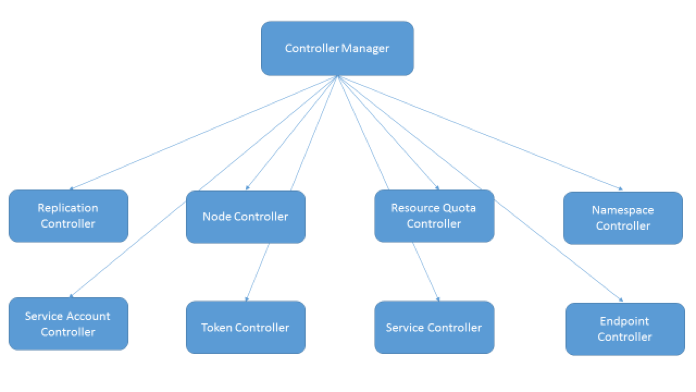 Controller Manager
Replication
Controller
Node Controller
Resource Quota
Controller
Namespace
Controller
Service Account
Controller
Token Controller
Service Controller
Endpoint
Controller